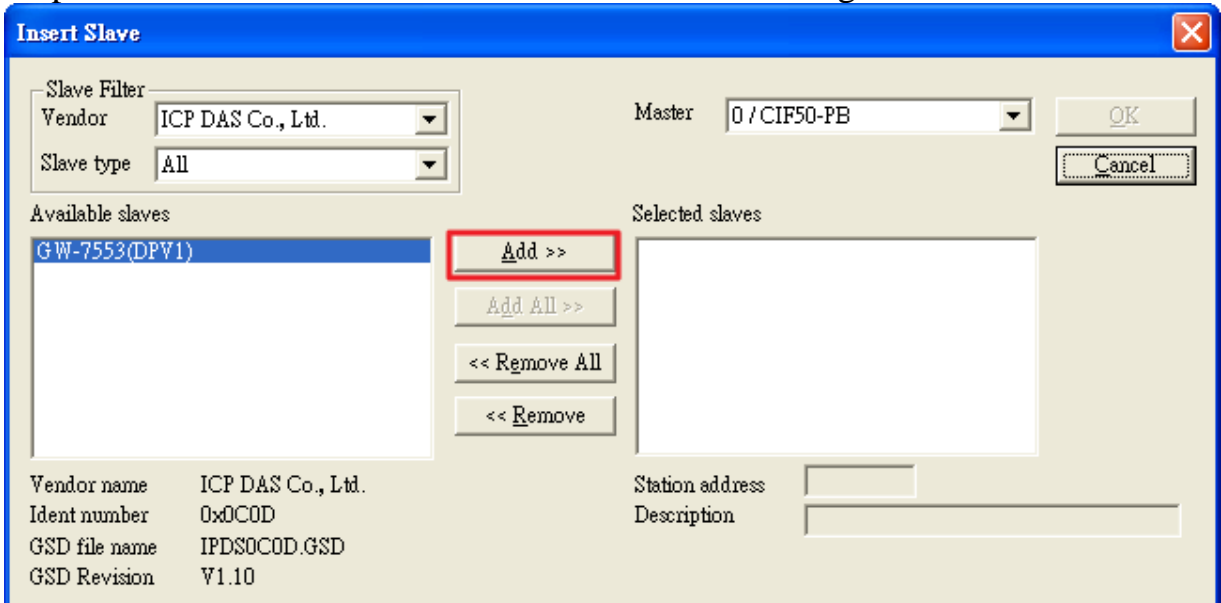 Insert Slave
Slave Filter
Vendor ICP DAS Co., Ltd.
Slave type All
Master 0 / CIF50-PB
OK
Cancel
Available slaves
GW-7553(DPV1)
Add >>
Add All >>
<< Remove All
<< Remove
Selected slaves
Vendor name ICP DAS Co., Ltd.
Ident number 0x0C0D
GSD file name IPDS0C0D.GSD
GSD Revision V1.10
Station address
Description